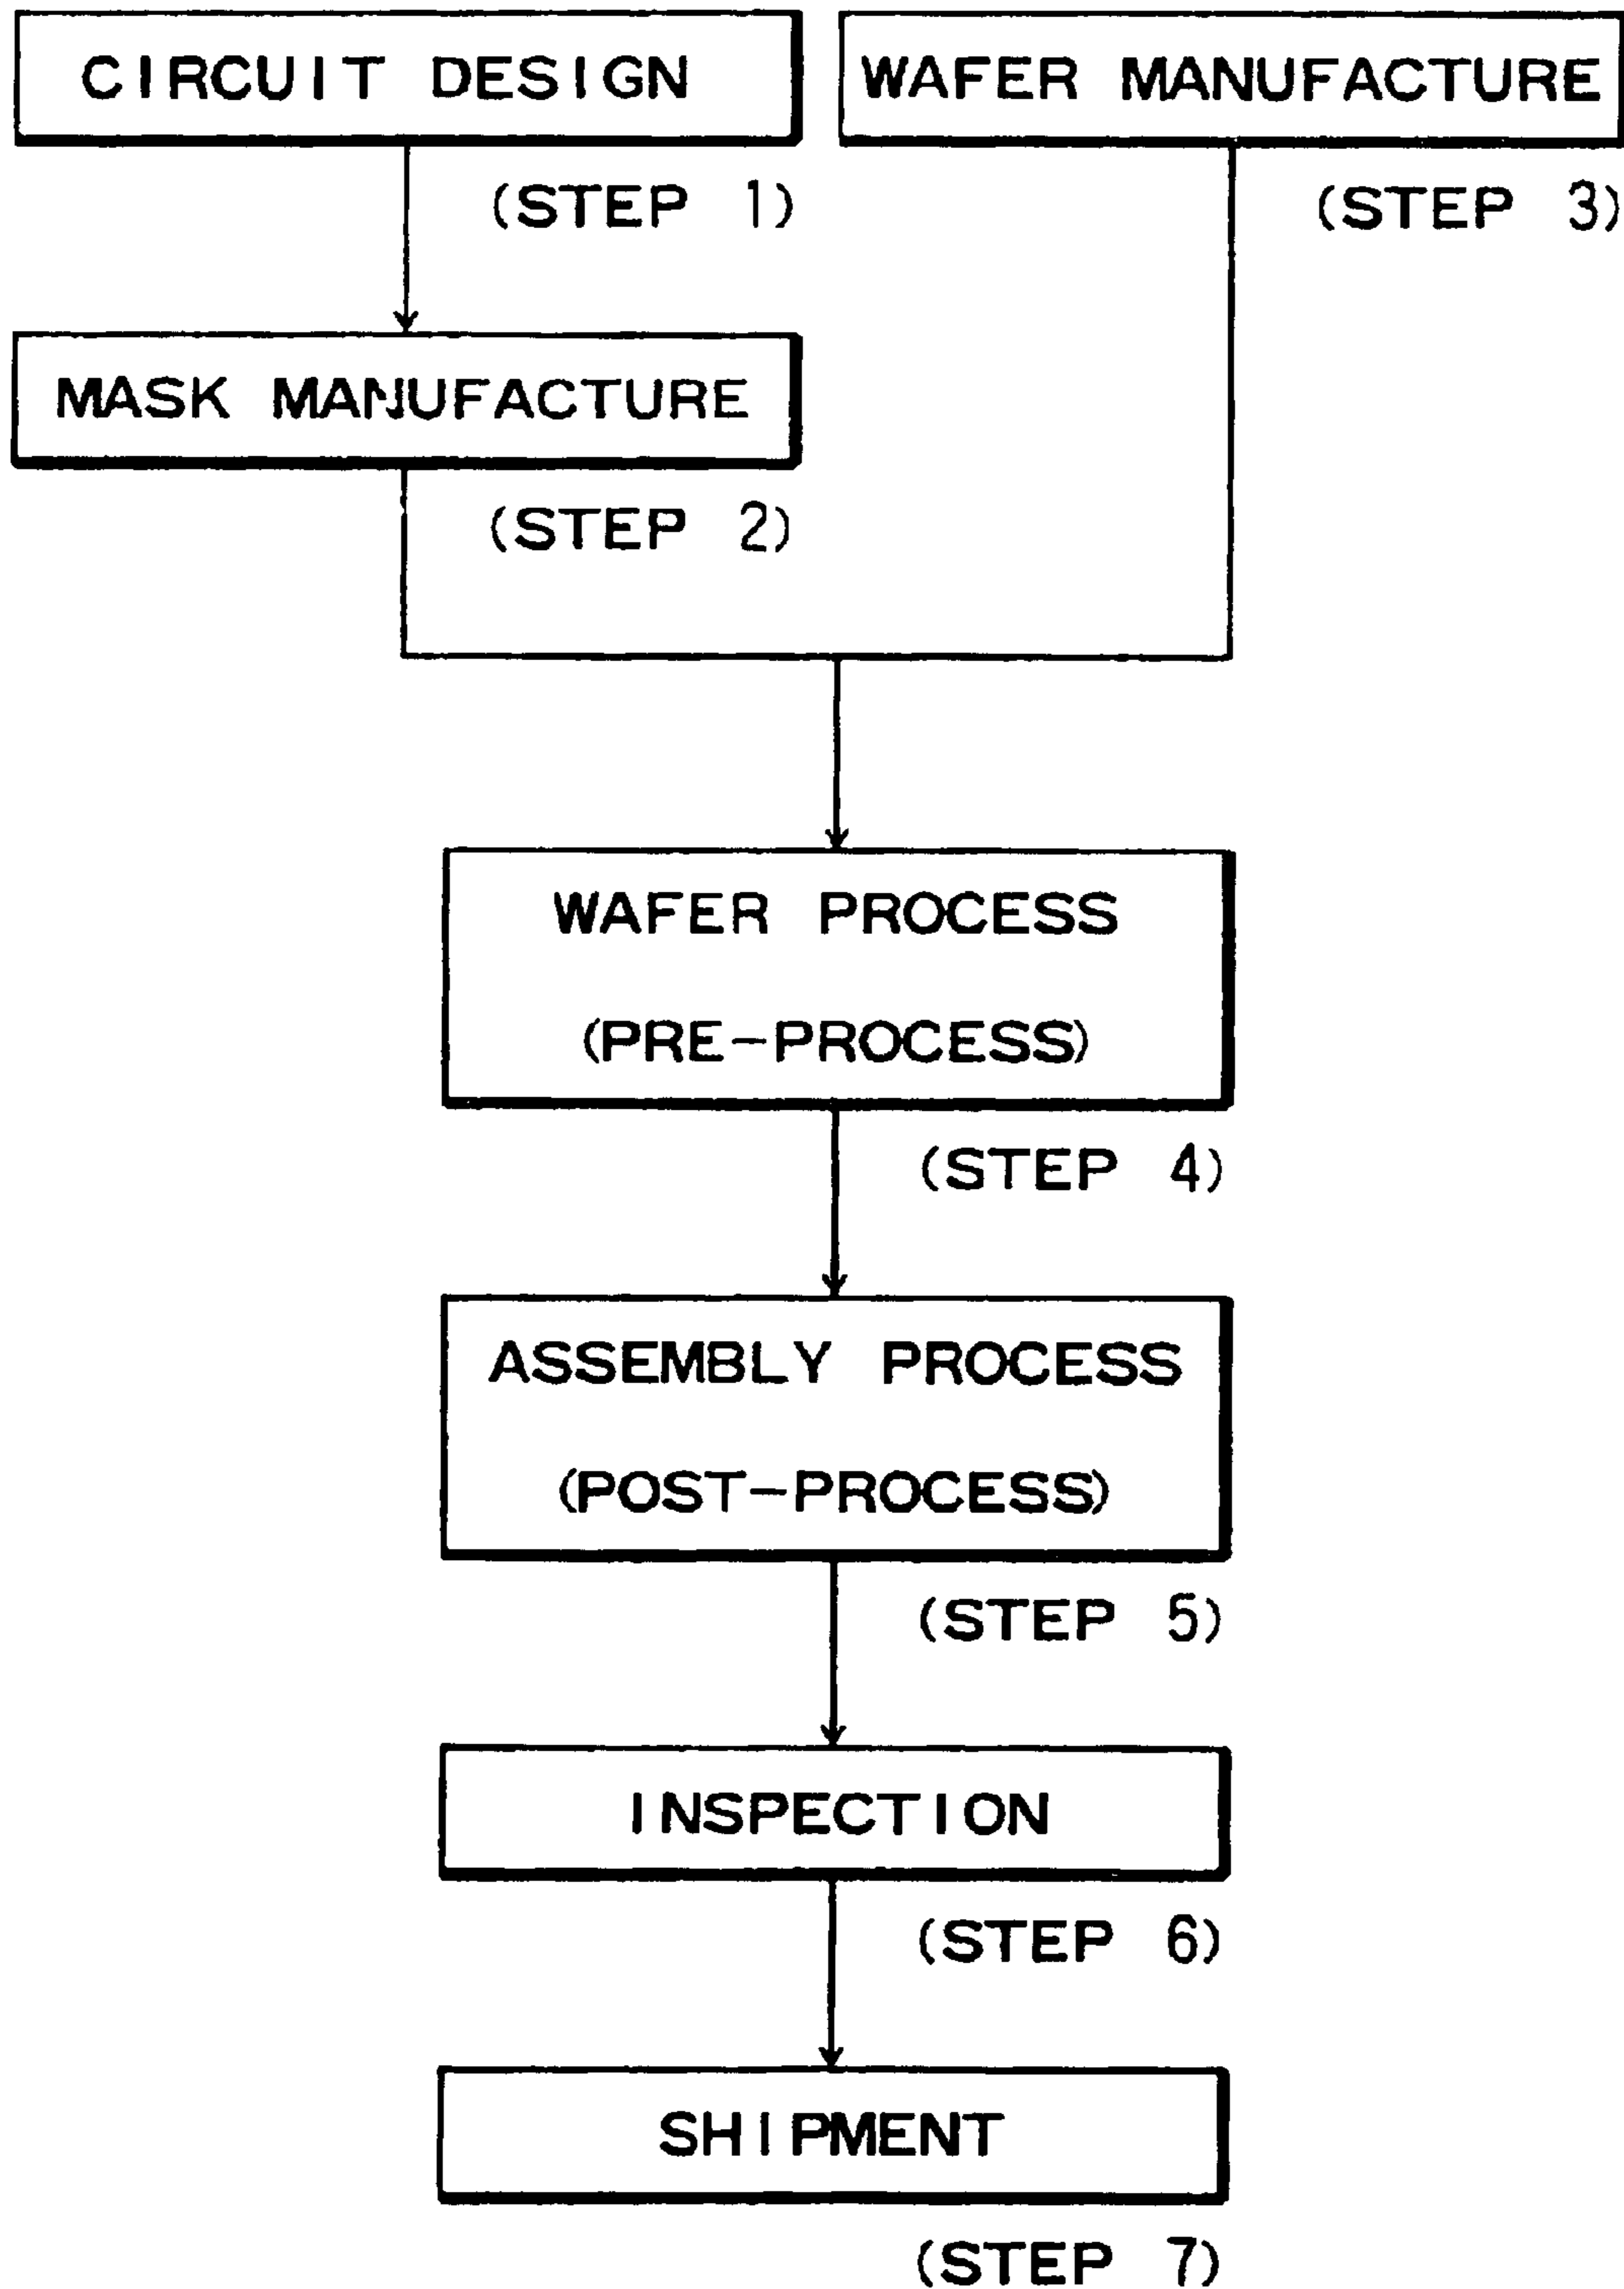 CIRCUIT DESIGN
(STEP 1)
WAFER MANUFACTURE
(STEP 3)
MASK MANUFACTURE
(STEP 2)
WAFER PROCESS
(PRE-PROCESS)
(STEP 4)
ASSEMBLY PROCESS
(POST-PROCESS)
(STEP 5)
INSPECTION
(STEP 6)
SHIPMENT
(STEP 7)